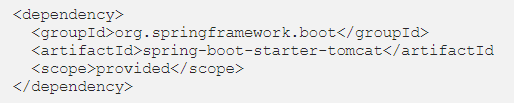 <dependency>
<groupId>org.springframework.boot</groupId>
<artifactId>spring-boot-starter-tomcat</artifactId
<scope>provided</scope>
</dependency>